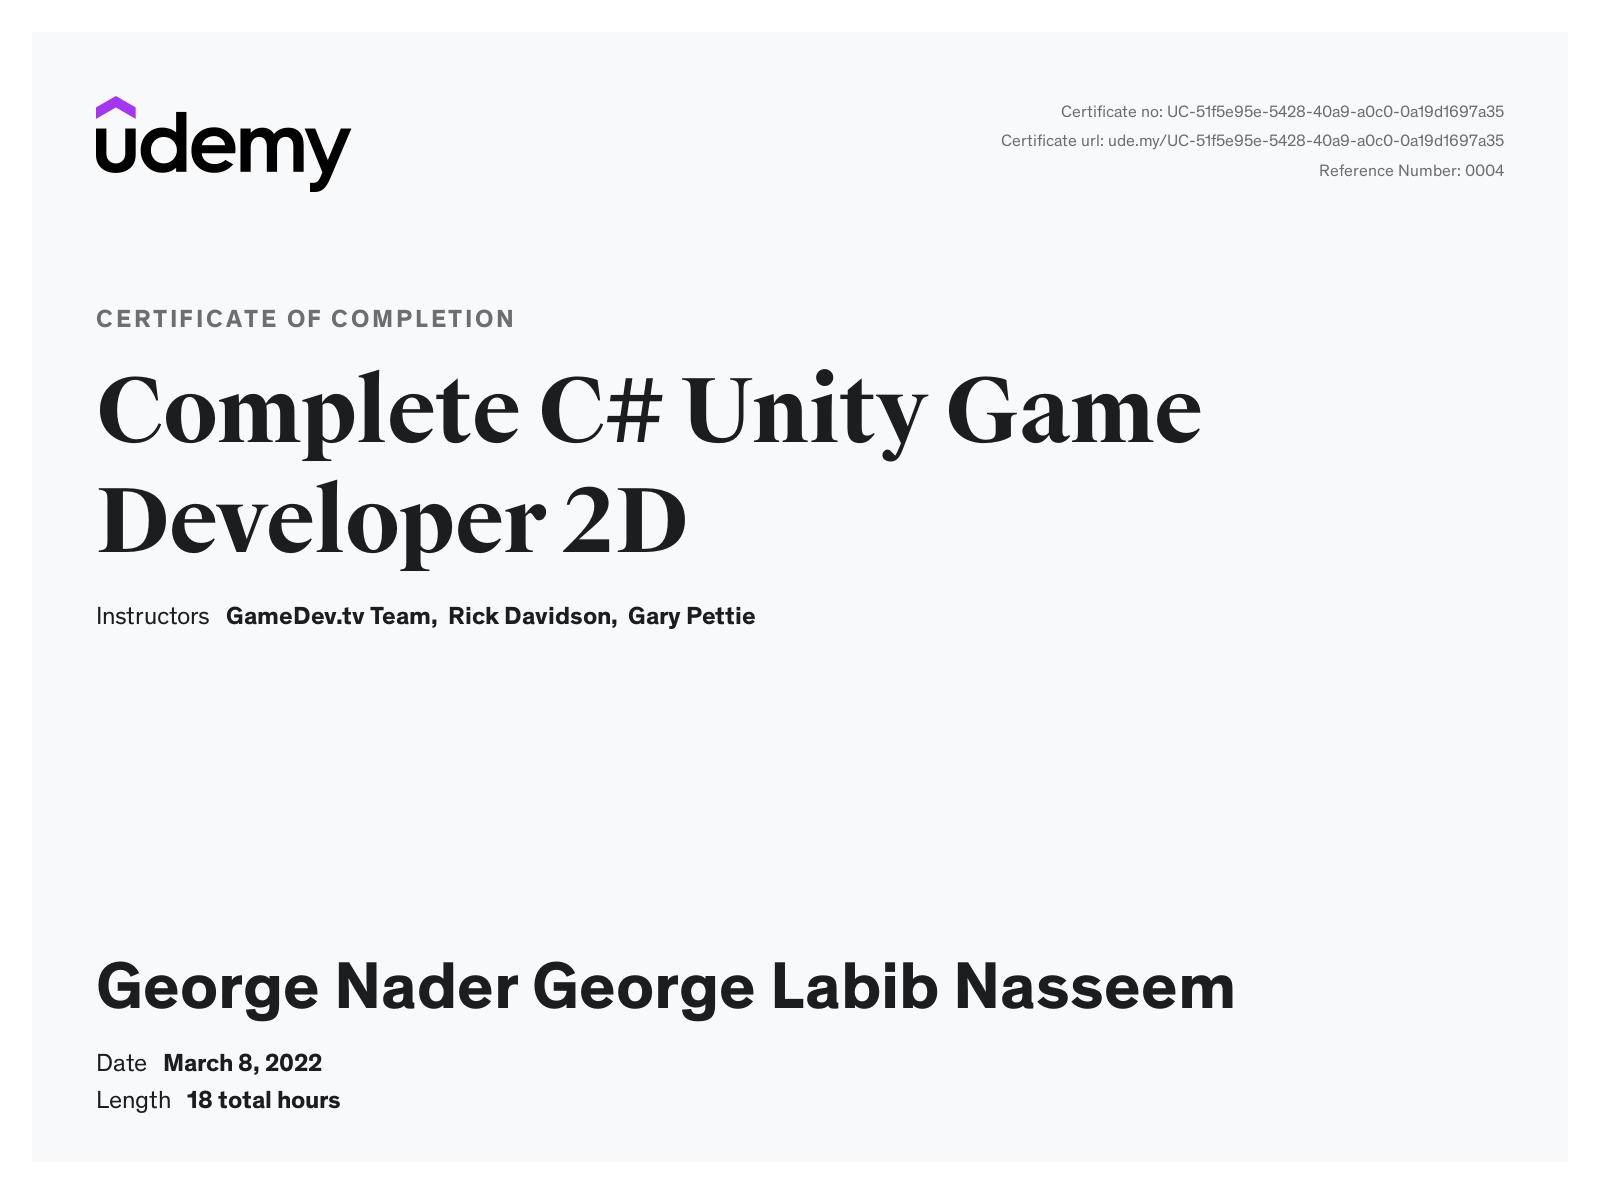 udemy
Certificate no: UC-51f5e95e-5428-40a9-a0c0-0a19d1697a35
Certificate url: ude.my/UC-51f5e95e-5428-40a9-a0c0-0a19d1697a35
Reference Number: 0004
CERTIFICATE OF COMPLETION
Complete C# Unity Game
Developer 2D
Instructors GameDev.tv Team, Rick Davidson, Gary Pettie
George Nader George Labib Nasseem
Date March 8, 2022
Length 18 total hours